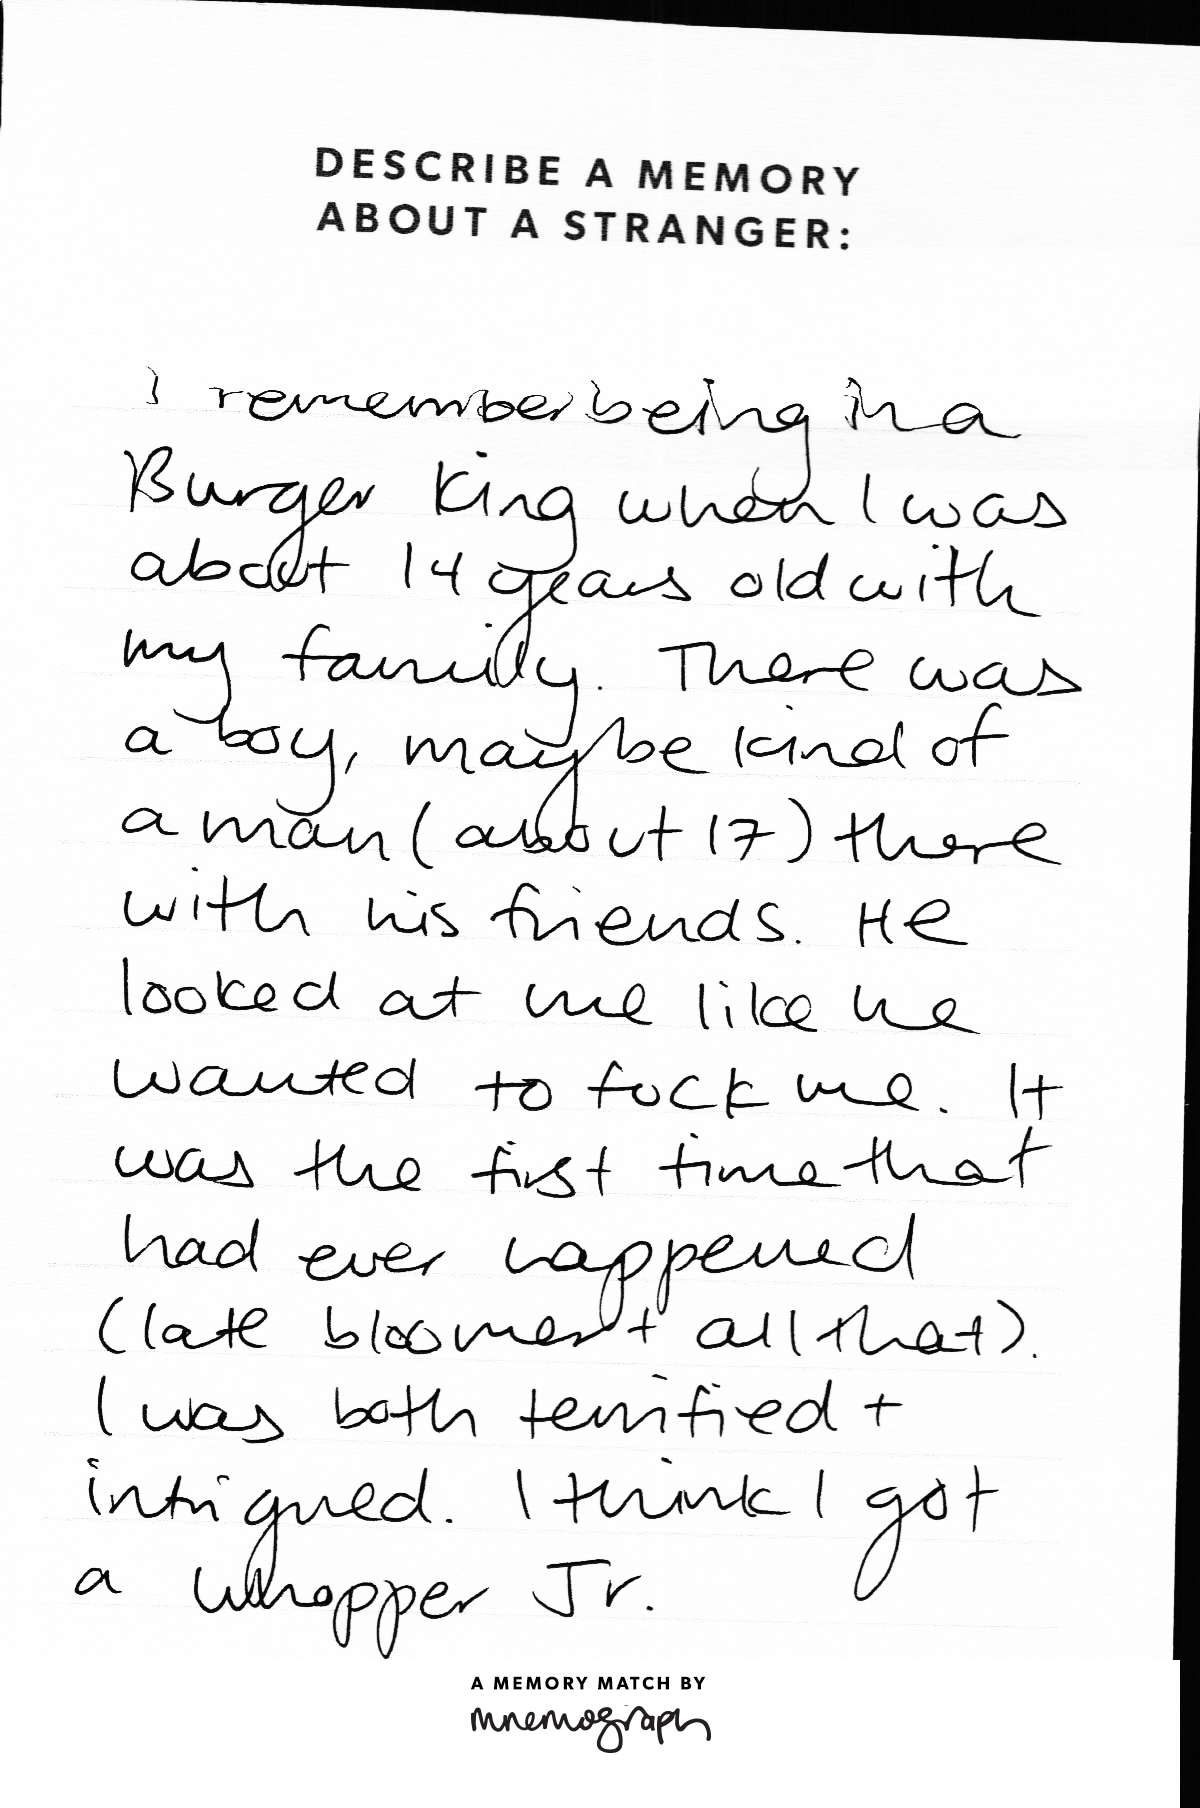 DESCRIBE A MEMORY
ABOUT A STRANGER:
I remember being in a
Burger King when I was
about 14 years old with
my family. There was
a boy, maybe kind of
a man (about 17) there
with his friends. He
looked at me like he
wanted to fuck me. It
was the first time that
had ever happened
(late bloomer + all that).
I was both terrified +
intrigued. I think I got
a Whopper Jr.
A MEMORY MATCH BY
mnemograph